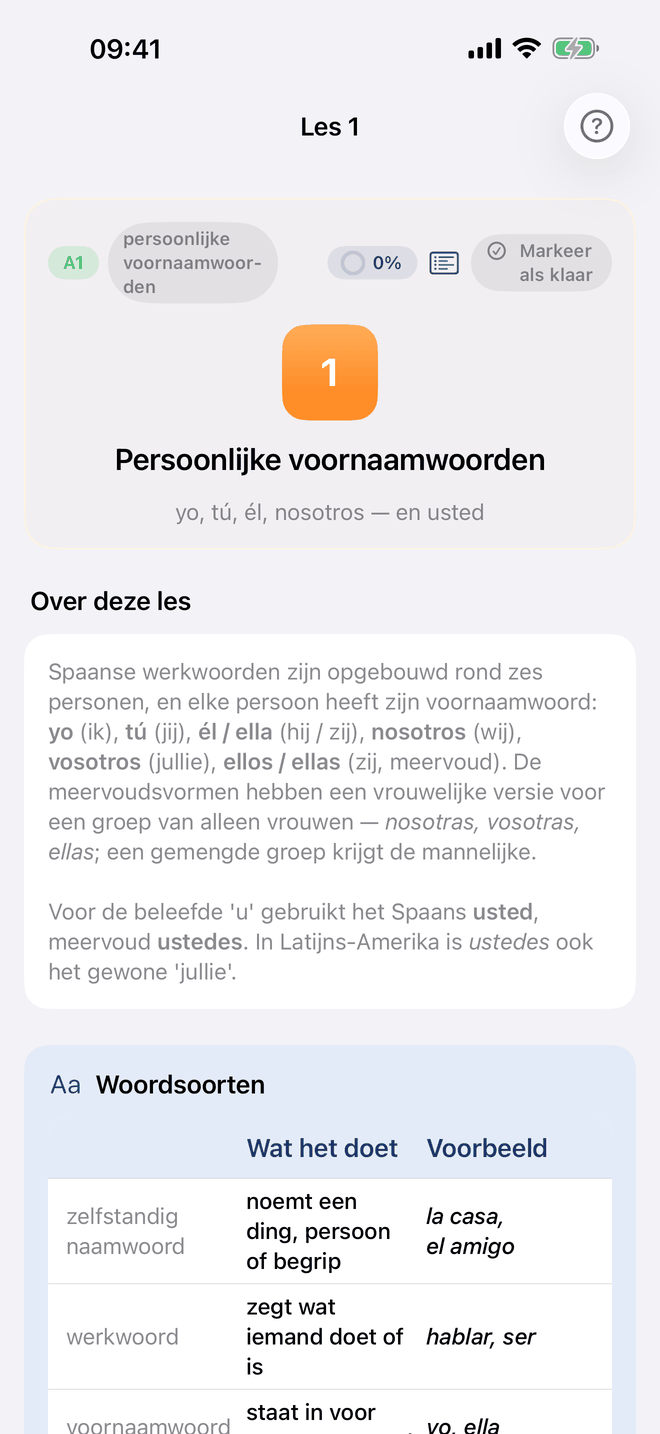 09:41
Les 1
A1
persoonlijke
voornaamwoor-
den
0%
Markeer
als klaar
1
Persoonlijke voornaamwoorden
yo, tú, él, nosotros — en usted
Over deze les
Spaanse werkwoorden zijn opgebouwd rond zes
personen, en elke persoon heeft zijn voornaamwoord:
yo (ik), tú (jij), él / ella (hij / zij), nosotros (wij),
vosotros (jullie), ellos / ellas (zij, meervoud). De
meervoudsvormen hebben een vrouwelijke versie voor
een groep van alleen vrouwen — nosotras, vosotras,
ellas; een gemengde groep krijgt de mannelijke.
Voor de beleefde 'u' gebruikt het Spaans usted,
meervoud ustedes. In Latijns-Amerika is ustedes ook
het gewone 'jullie'.
Aa Woordsoorten
Wat het doet Voorbeeld
zelfstandig
naamwoord
noemt een
ding, persoon
of begrip
la casa,
el amigo
werkwoord
zegt wat
iemand doet of
is
hablar, ser
voornaamwoord
staat in voor
yo, ella